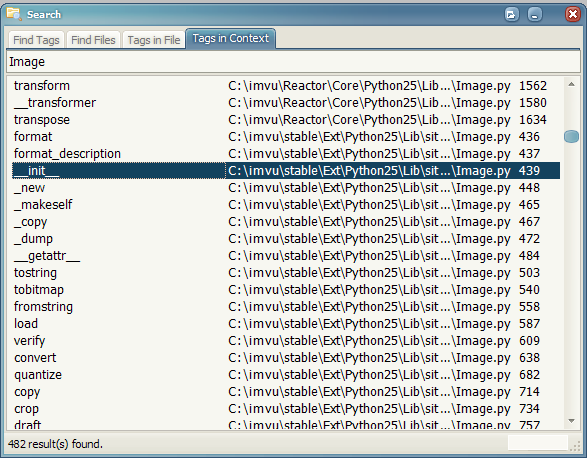 Search
Find Tags Find Files Tags in File Tags in Context
Image
transform C:\imvu\Reactor\Core\Python25\Lib...\Image.py 1562
__transformer C:\imvu\Reactor\Core\Python25\Lib...\Image.py 1580
transpose C:\imvu\Reactor\Core\Python25\Lib...\Image.py 1634
format C:\imvu\stable\Ext\Python25\Lib\sit...\Image.py 436
format_description C:\imvu\stable\Ext\Python25\Lib\sit...\Image.py 437
__init__ C:\imvu\stable\Ext\Python25\Lib\sit...\Image.py 439
_new C:\imvu\stable\Ext\Python25\Lib\sit...\Image.py 448
_makeself C:\imvu\stable\Ext\Python25\Lib\sit...\Image.py 465
_copy C:\imvu\stable\Ext\Python25\Lib\sit...\Image.py 467
_dump C:\imvu\stable\Ext\Python25\Lib\sit...\Image.py 472
__getattr__ C:\imvu\stable\Ext\Python25\Lib\sit...\Image.py 484
tostring C:\imvu\stable\Ext\Python25\Lib\sit...\Image.py 503
tobitmap C:\imvu\stable\Ext\Python25\Lib\sit...\Image.py 540
fromstring C:\imvu\stable\Ext\Python25\Lib\sit...\Image.py 558
load C:\imvu\stable\Ext\Python25\Lib\sit...\Image.py 587
verify C:\imvu\stable\Ext\Python25\Lib\sit...\Image.py 609
convert C:\imvu\stable\Ext\Python25\Lib\sit...\Image.py 638
quantize C:\imvu\stable\Ext\Python25\Lib\sit...\Image.py 682
copy C:\imvu\stable\Ext\Python25\Lib\sit...\Image.py 714
crop C:\imvu\stable\Ext\Python25\Lib\sit...\Image.py 734
draft C:\imvu\stable\Ext\Python25\Lib\sit...\Image.py 757
482 result(s) found.